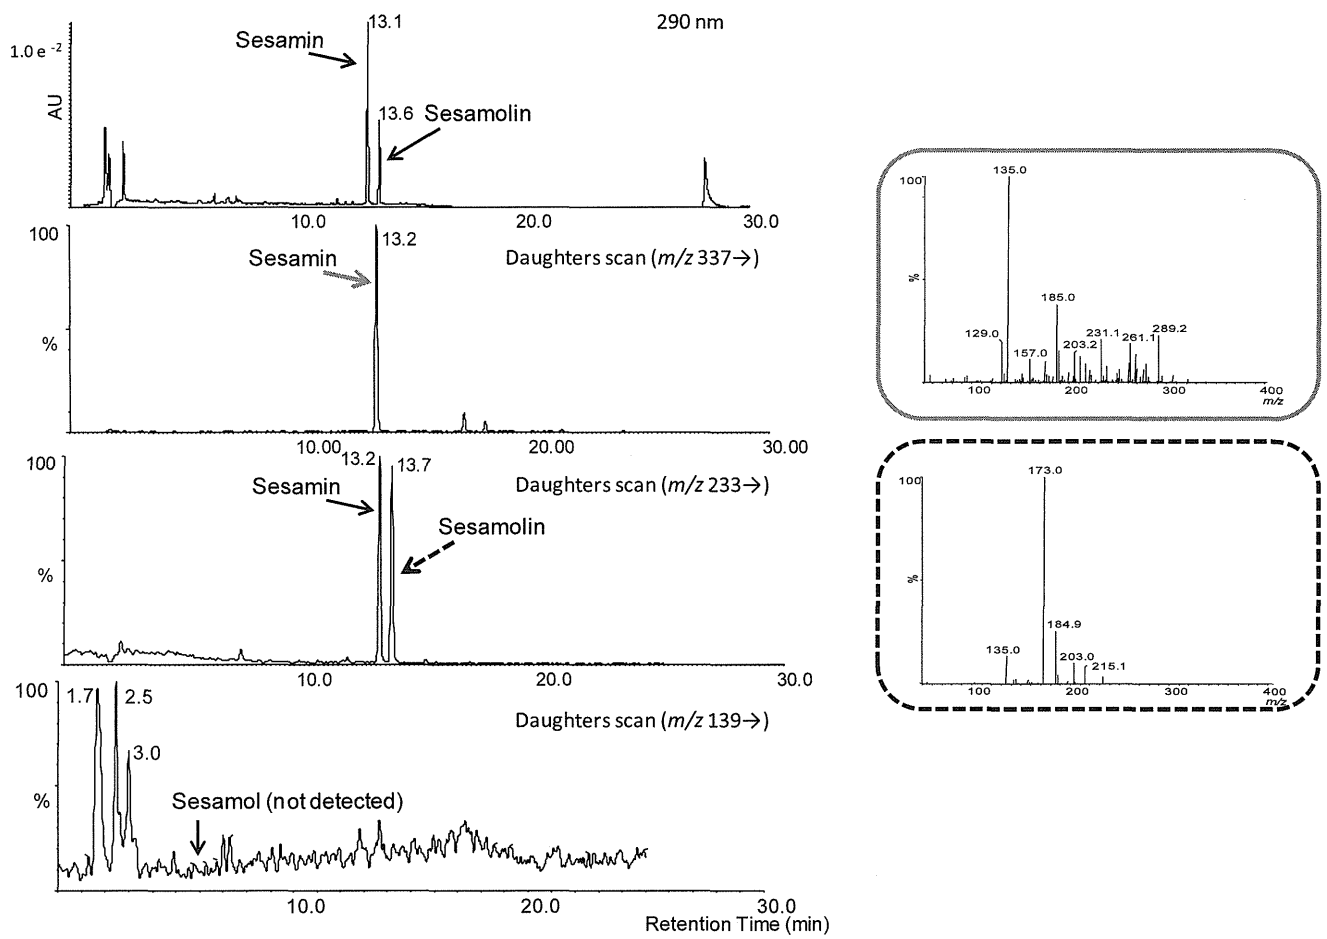 290 nm
13.1
Sesamin
1.0 e -2
AU
13.6 Sesamolin
10.0 20.0 30.0
100
13.2
Sesamin
Daughters scan (m/z 337→)
%
10.00 20.00 30.00
100
13.2 13.7
Sesamin
Daughters scan (m/z 233→)
Sesamolin
%
10.0 20.0 30.0
100
1.7 2.5
Daughters scan (m/z 139→)
3.0
%
Sesamol (not detected)
10.0 20.0 30.0
Retention Time (min)
135.0
100
%
185.0
129.0
157.0
203.2
231.1
261.1
289.2
100 200 300 400
m/z
173.0
100
%
184.9
135.0
203.0
215.1
100 200 300 400
m/z